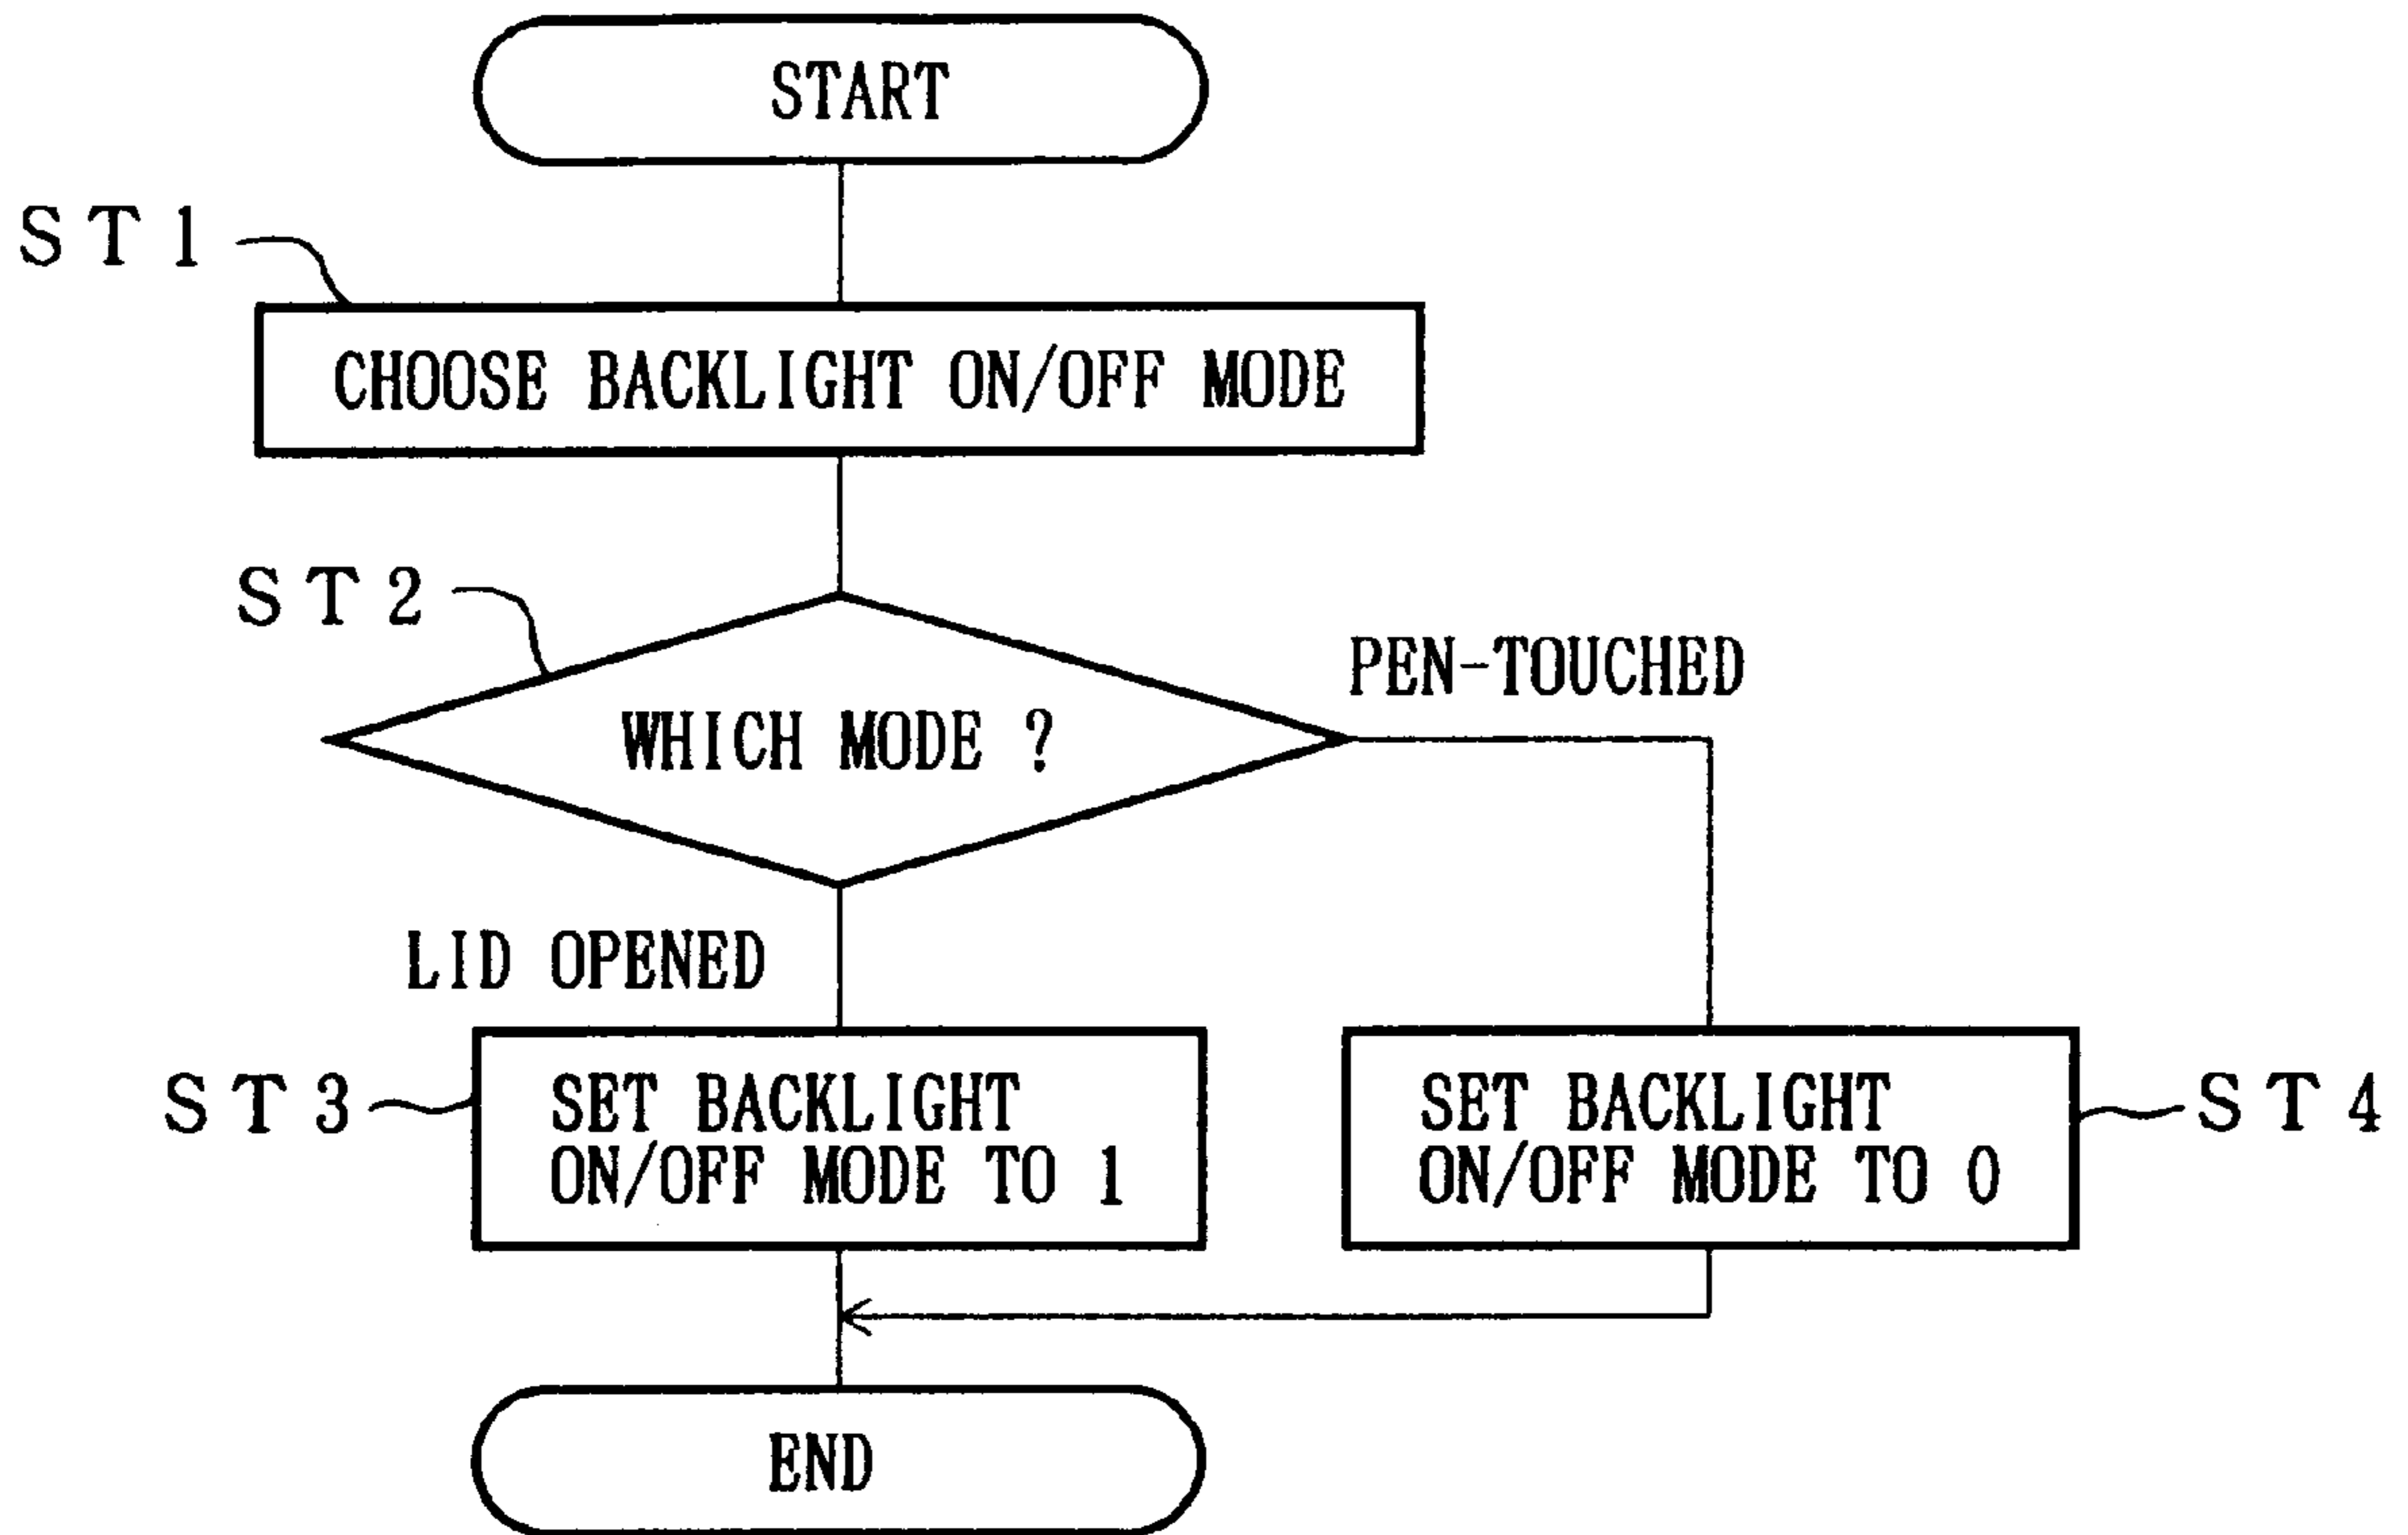 START
ST1
CHOOSE BACKLIGHT ON/OFF MODE
ST2
WHICH MODE ?
PEN-TOUCHED
LID OPENED
ST3
SET BACKLIGHT
ON/OFF MODE TO 1
SET BACKLIGHT
ON/OFF MODE TO 0
ST4
END